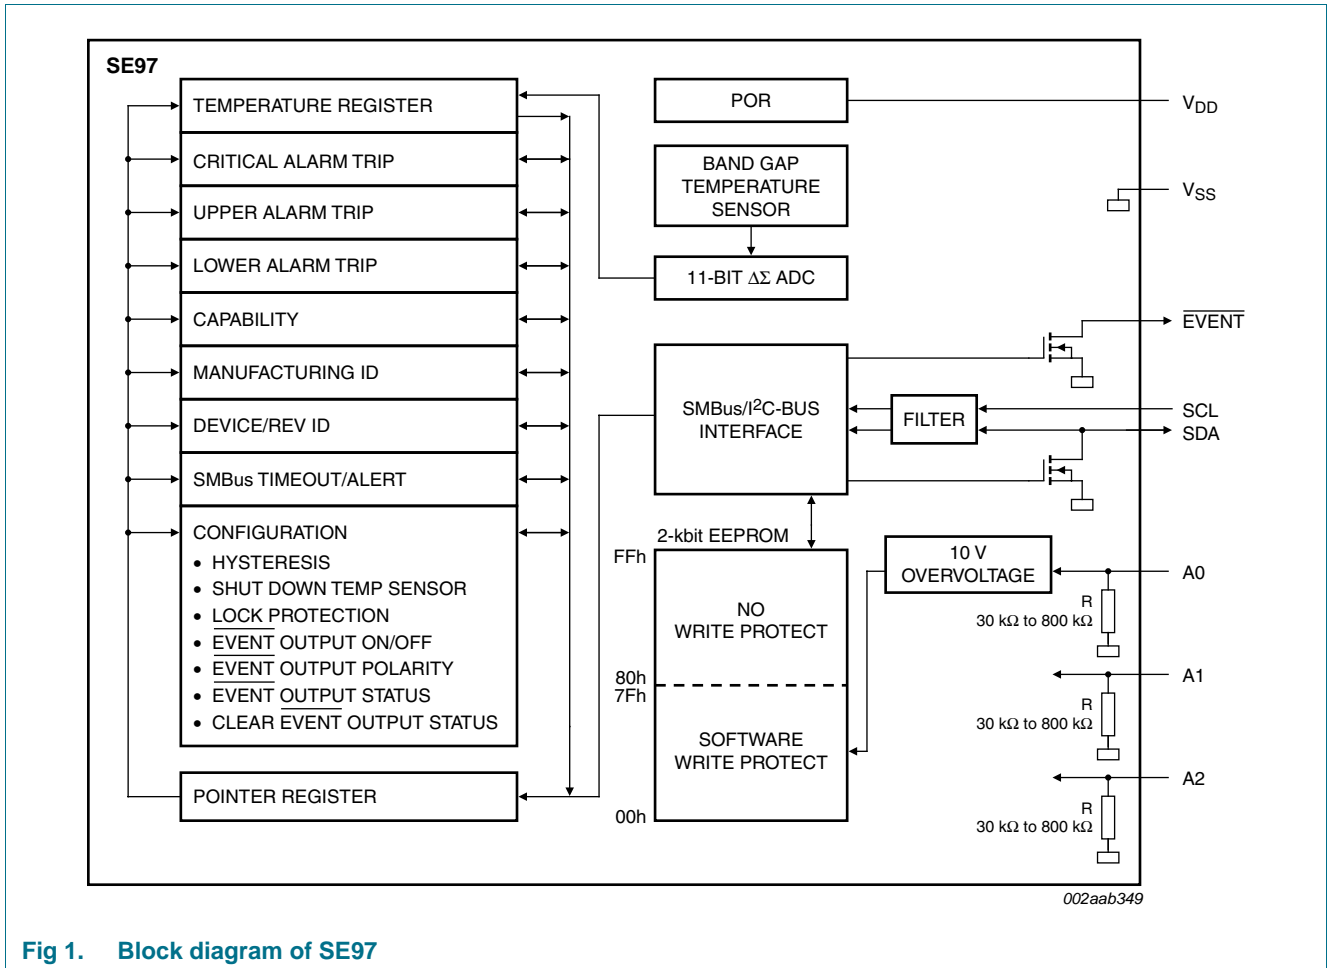 SE97
TEMPERATURE REGISTER
CRITICAL ALARM TRIP
UPPER ALARM TRIP
LOWER ALARM TRIP
CAPABILITY
MANUFACTURING ID
DEVICE/REV ID
SMBus TIMEOUT/ALERT
CONFIGURATION
• HYSTERESIS
• SHUT DOWN TEMP SENSOR
• LOCK PROTECTION
• EVENT OUTPUT ON/OFF
• EVENT OUTPUT POLARITY
• EVENT OUTPUT STATUS
• CLEAR EVENT OUTPUT STATUS
POINTER REGISTER
POR
BAND GAP
TEMPERATURE
SENSOR
11-BIT ΔΣ ADC
SMBus/I²C-BUS
INTERFACE
FILTER
2-kbit EEPROM
FFh
NO
WRITE PROTECT
80h
7Fh
SOFTWARE
WRITE PROTECT
00h
10 V
OVERVOLTAGE
R
30 kΩ to 800 kΩ
R
30 kΩ to 800 kΩ
R
30 kΩ to 800 kΩ
VDD
VSS
EVENT
SCL
SDA
A0
A1
A2
002aab349
Fig 1. Block diagram of SE97